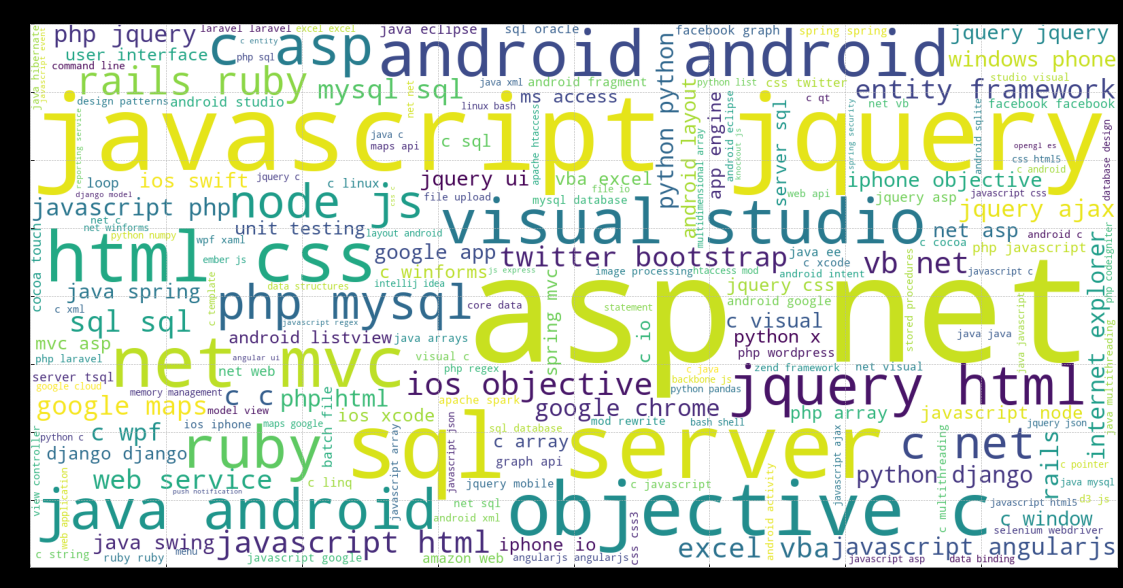 php jquery
laravel laravel
excel excel
java eclipse
sql oracle
facebook graph
spring spring
jquery jquery
c entity
c asp
android android
user interface
php sql
windows phone
command line
java hibernate
javascript event
rails ruby
mysql sql
net net
java xml
android fragment
python list
css twitter
studio visual
entity framework
design patterns
android studio
linux bash
ms access
python python
c qt
net vb
facebook facebook
javascript jquery
java c
maps api
c sql
apache htaccess
android layout
multidimensional array
app engine
android eclipse
knockout js
server sql
spring security
android sqlite
opengl es
css html5
c android
database design
reporting service
loop
ios swift
jquery c
c linux
jquery ui
vba excel
file io
web api
iphone objective
django model
file upload
mysql database
jquery asp
javascript css
javascript php
node js
visual studio
jquery ajax
net c
net winforms
unit testing
layout android
net asp
android c
python numpy
wpf xaml
cocoa touch
html css
google app
twitter bootstrap
java ee
c xcode
vb net
c cocoa
php javascript
php codeigniter
ember js
c winforms
js express
image processing
htaccess mod
android intent
javascript c
java spring
c template
data structures
intellij idea
jquery css
asp net
stored procedures
internet explorer
c xml
php mysql
core data
spring mvc
statement
android google
sql sql
javascript regex
c io
c visual
java javascript
java multithreading
mvc asp
android listview
java arrays
python x
java java
php laravel
net mvc
angular ui
visual c
php wordpress
server tsql
net web
php regex
c java
zend framework
net visual
google cloud
memory management
c c
php html
ios objective
backbone js
python pandas
jquery html
google maps
model view
apache spark
google chrome
php array
javascript node
ios iphone
maps google
ios xcode
mod rewrite
bash shell
jquery json
python c
c wpf
ruby
batch file
sql server
sql database
c array
c net
rails
c pointer
django django
javascript array
javascript json
graph api
javascript ajax
python django
c multithreading
view controller
web application
web service
c linq
jquery mobile
c javascript
android activity
java mysql
push notification
java android
net sql
objective c
javascript html5
d3 js
android xml
c window
selenium webdriver
java swing
javascript html
iphone io
css css3
excel vba
javascript angularjs
c string
ruby ruby
menu
javascript google
amazon web
angularjs angularjs
javascript asp
data binding